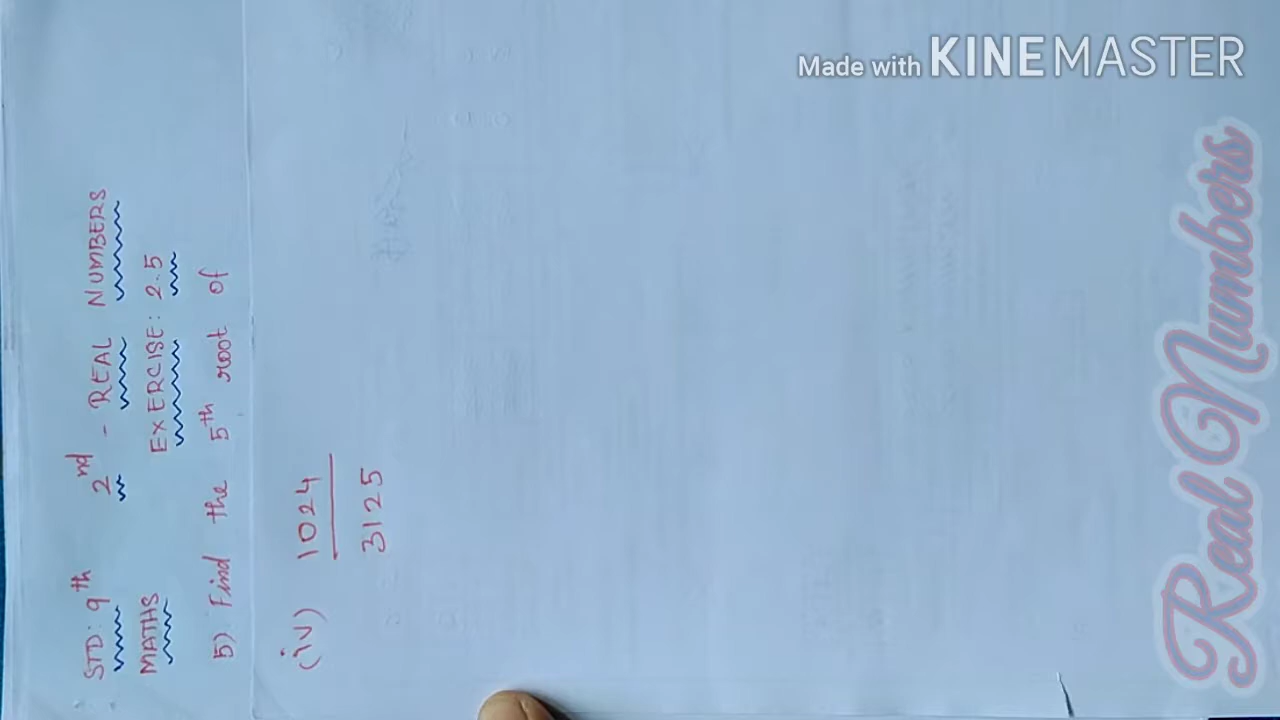 Made with KINEMASTER
STD: 9th 2nd - REAL NUMBERS
MATHS EXERCISE: 2.5
5). Find the 5th root of
(iv) 1024
3125
Real Numbers